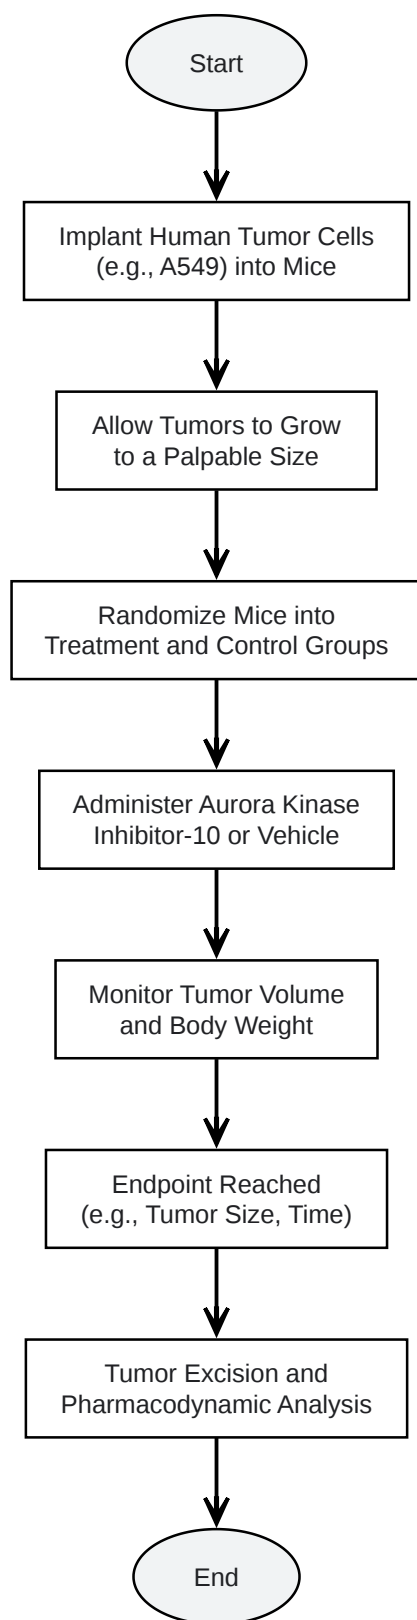 Start
Implant Human Tumor Cells
(e.g., A549) into Mice
Allow Tumors to Grow
to a Palpable Size
Randomize Mice into
Treatment and Control Groups
Administer Aurora Kinase
Inhibitor-10 or Vehicle
Monitor Tumor Volume
and Body Weight
Endpoint Reached
(e.g., Tumor Size, Time)
Tumor Excision and
Pharmacodynamic Analysis
End